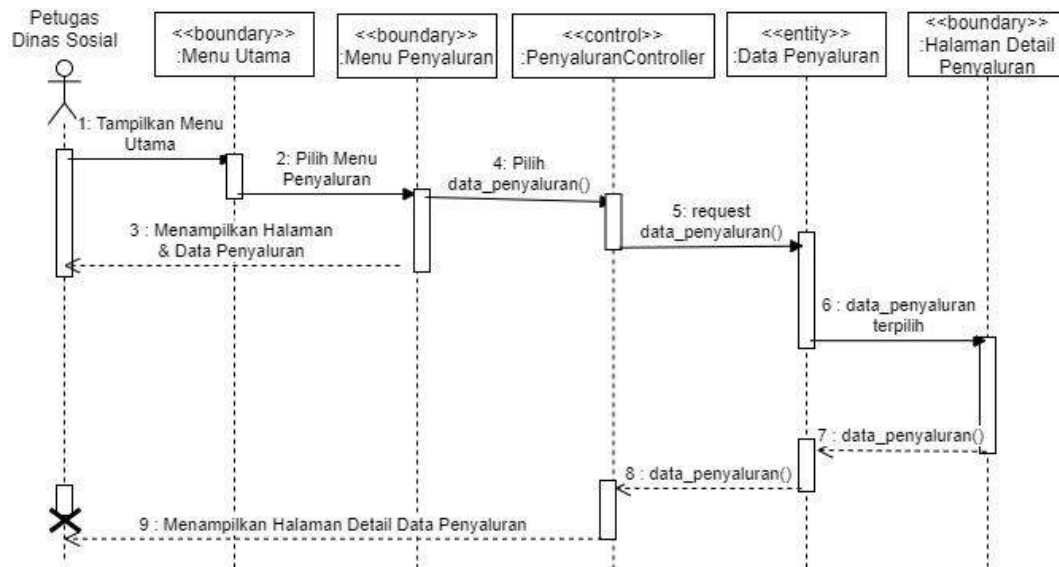 Petugas
Dinas Sosial
<<boundary>>
:Menu Utama
<<boundary>>
:Menu Penyaluran
<<control>>
:PenyaluranController
<<entity>>
:Data Penyaluran
<<boundary>>
:Halaman Detail
Penyaluran
1: Tampilkan Menu
Utama
2: Pilih Menu
Penyaluran
4: Pilih
data_penyaluran()
5: request
data_penyaluran()
3 : Menampilkan Halaman
& Data Penyaluran
6 : data_penyaluran
terpilih
7 : data_penyaluran()
8 : data_penyaluran()
9 : Menampilkan Halaman Detail Data Penyaluran